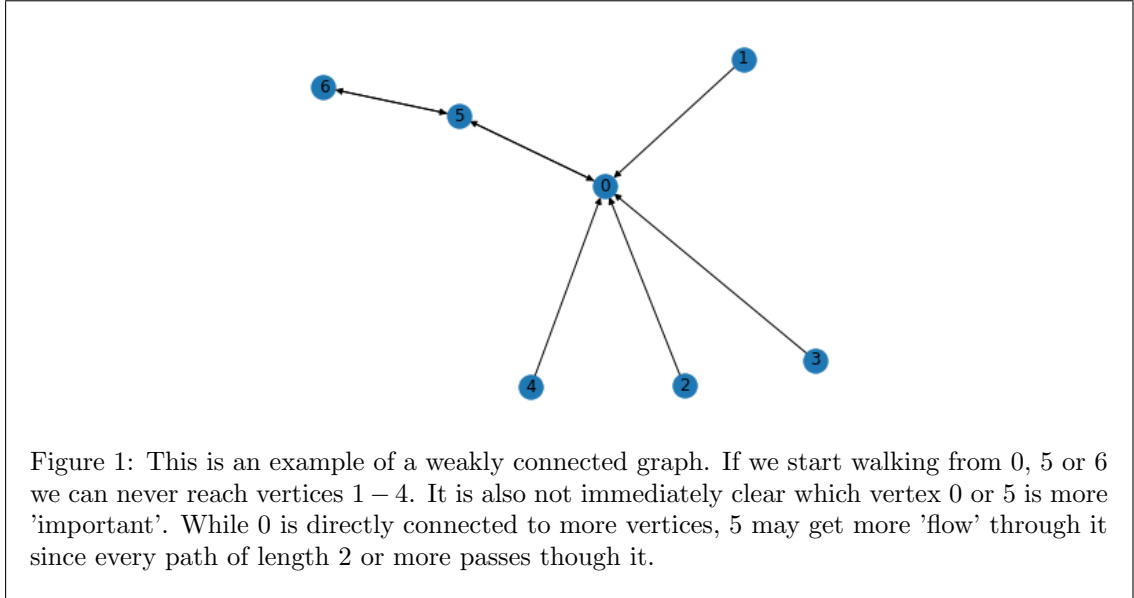 1
6
5
0
3
4
2
Figure 1: This is an example of a weakly connected graph. If we start walking from 0, 5 or 6
we can never reach vertices 1 − 4. It is also not immediately clear which vertex 0 or 5 is more
'important'. While 0 is directly connected to more vertices, 5 may get more 'flow' through it
since every path of length 2 or more passes though it.